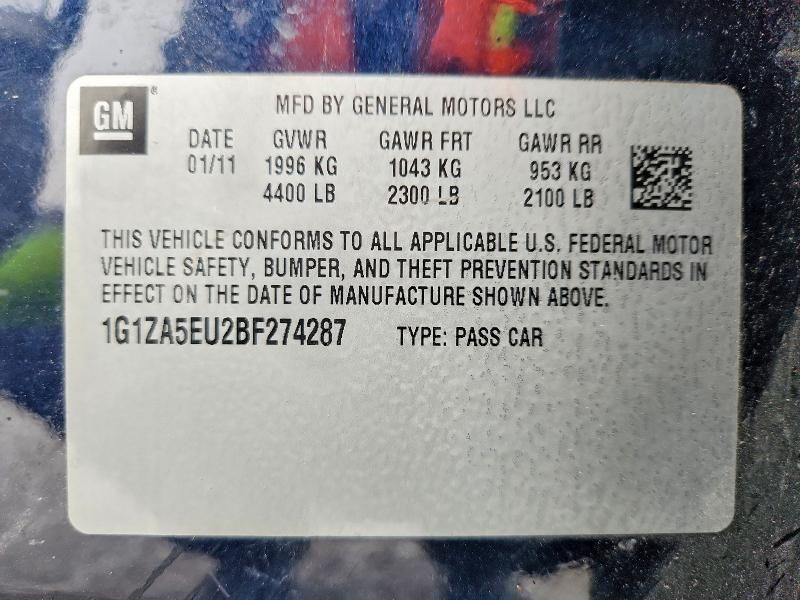 GM®
MFD BY GENERAL MOTORS LLC
DATE GVWR GAWR FRT GAWR RR
01/11 1996 KG 1043 KG 953 KG
4400 LB 2300 LB 2100 LB
THIS VEHICLE CONFORMS TO ALL APPLICABLE U.S. FEDERAL MOTOR
VEHICLE SAFETY, BUMPER, AND THEFT PREVENTION STANDARDS IN
EFFECT ON THE DATE OF MANUFACTURE SHOWN ABOVE.
1G1ZA5EU2BF274287 TYPE: PASS CAR